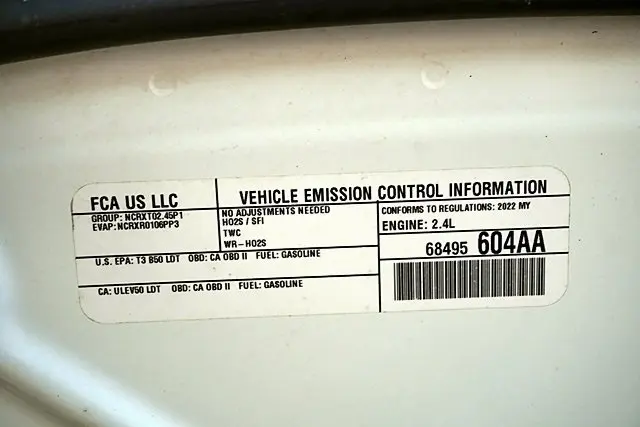 FCA US LLC
VEHICLE EMISSION CONTROL INFORMATION
GROUP: NCRXT02.45P1
EVAP: NCRXR0106PP3
NO ADJUSTMENTS NEEDED
HO2S / SFI
TWC
WR-HO2S
CONFORMS TO REGULATIONS: 2022 MY
ENGINE: 2.4L
68495 604AA
U.S. EPA: T3 B50 LDT OBD: CA OBD II FUEL: GASOLINE
CA: ULEV50 LDT OBD: CA OBD II FUEL: GASOLINE